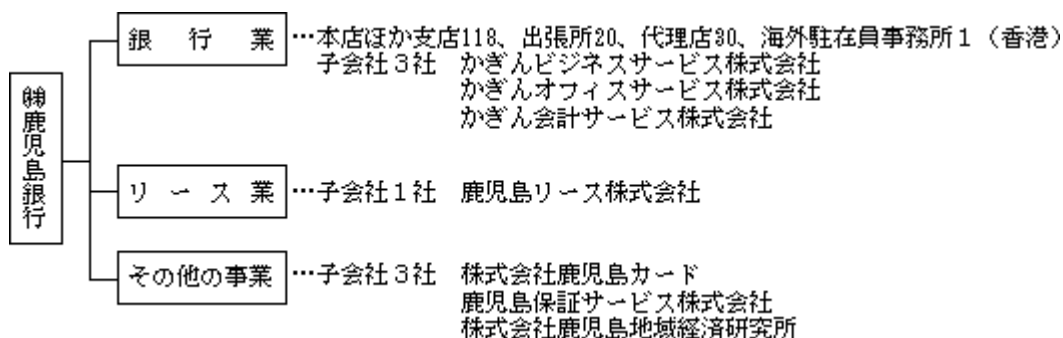 ㈱鹿児島銀行
銀行業…本店ほか支店118、出張所20、代理店30、海外駐在員事務所１（香港）
子会社３社 かぎんビジネスサービス株式会社
かぎんオフィスサービス株式会社
かぎん会計サービス株式会社
リース業…子会社１社 鹿児島リース株式会社
その他の事業…子会社３社 株式会社鹿児島カード
鹿児島保証サービス株式会社
株式会社鹿児島地域経済研究所